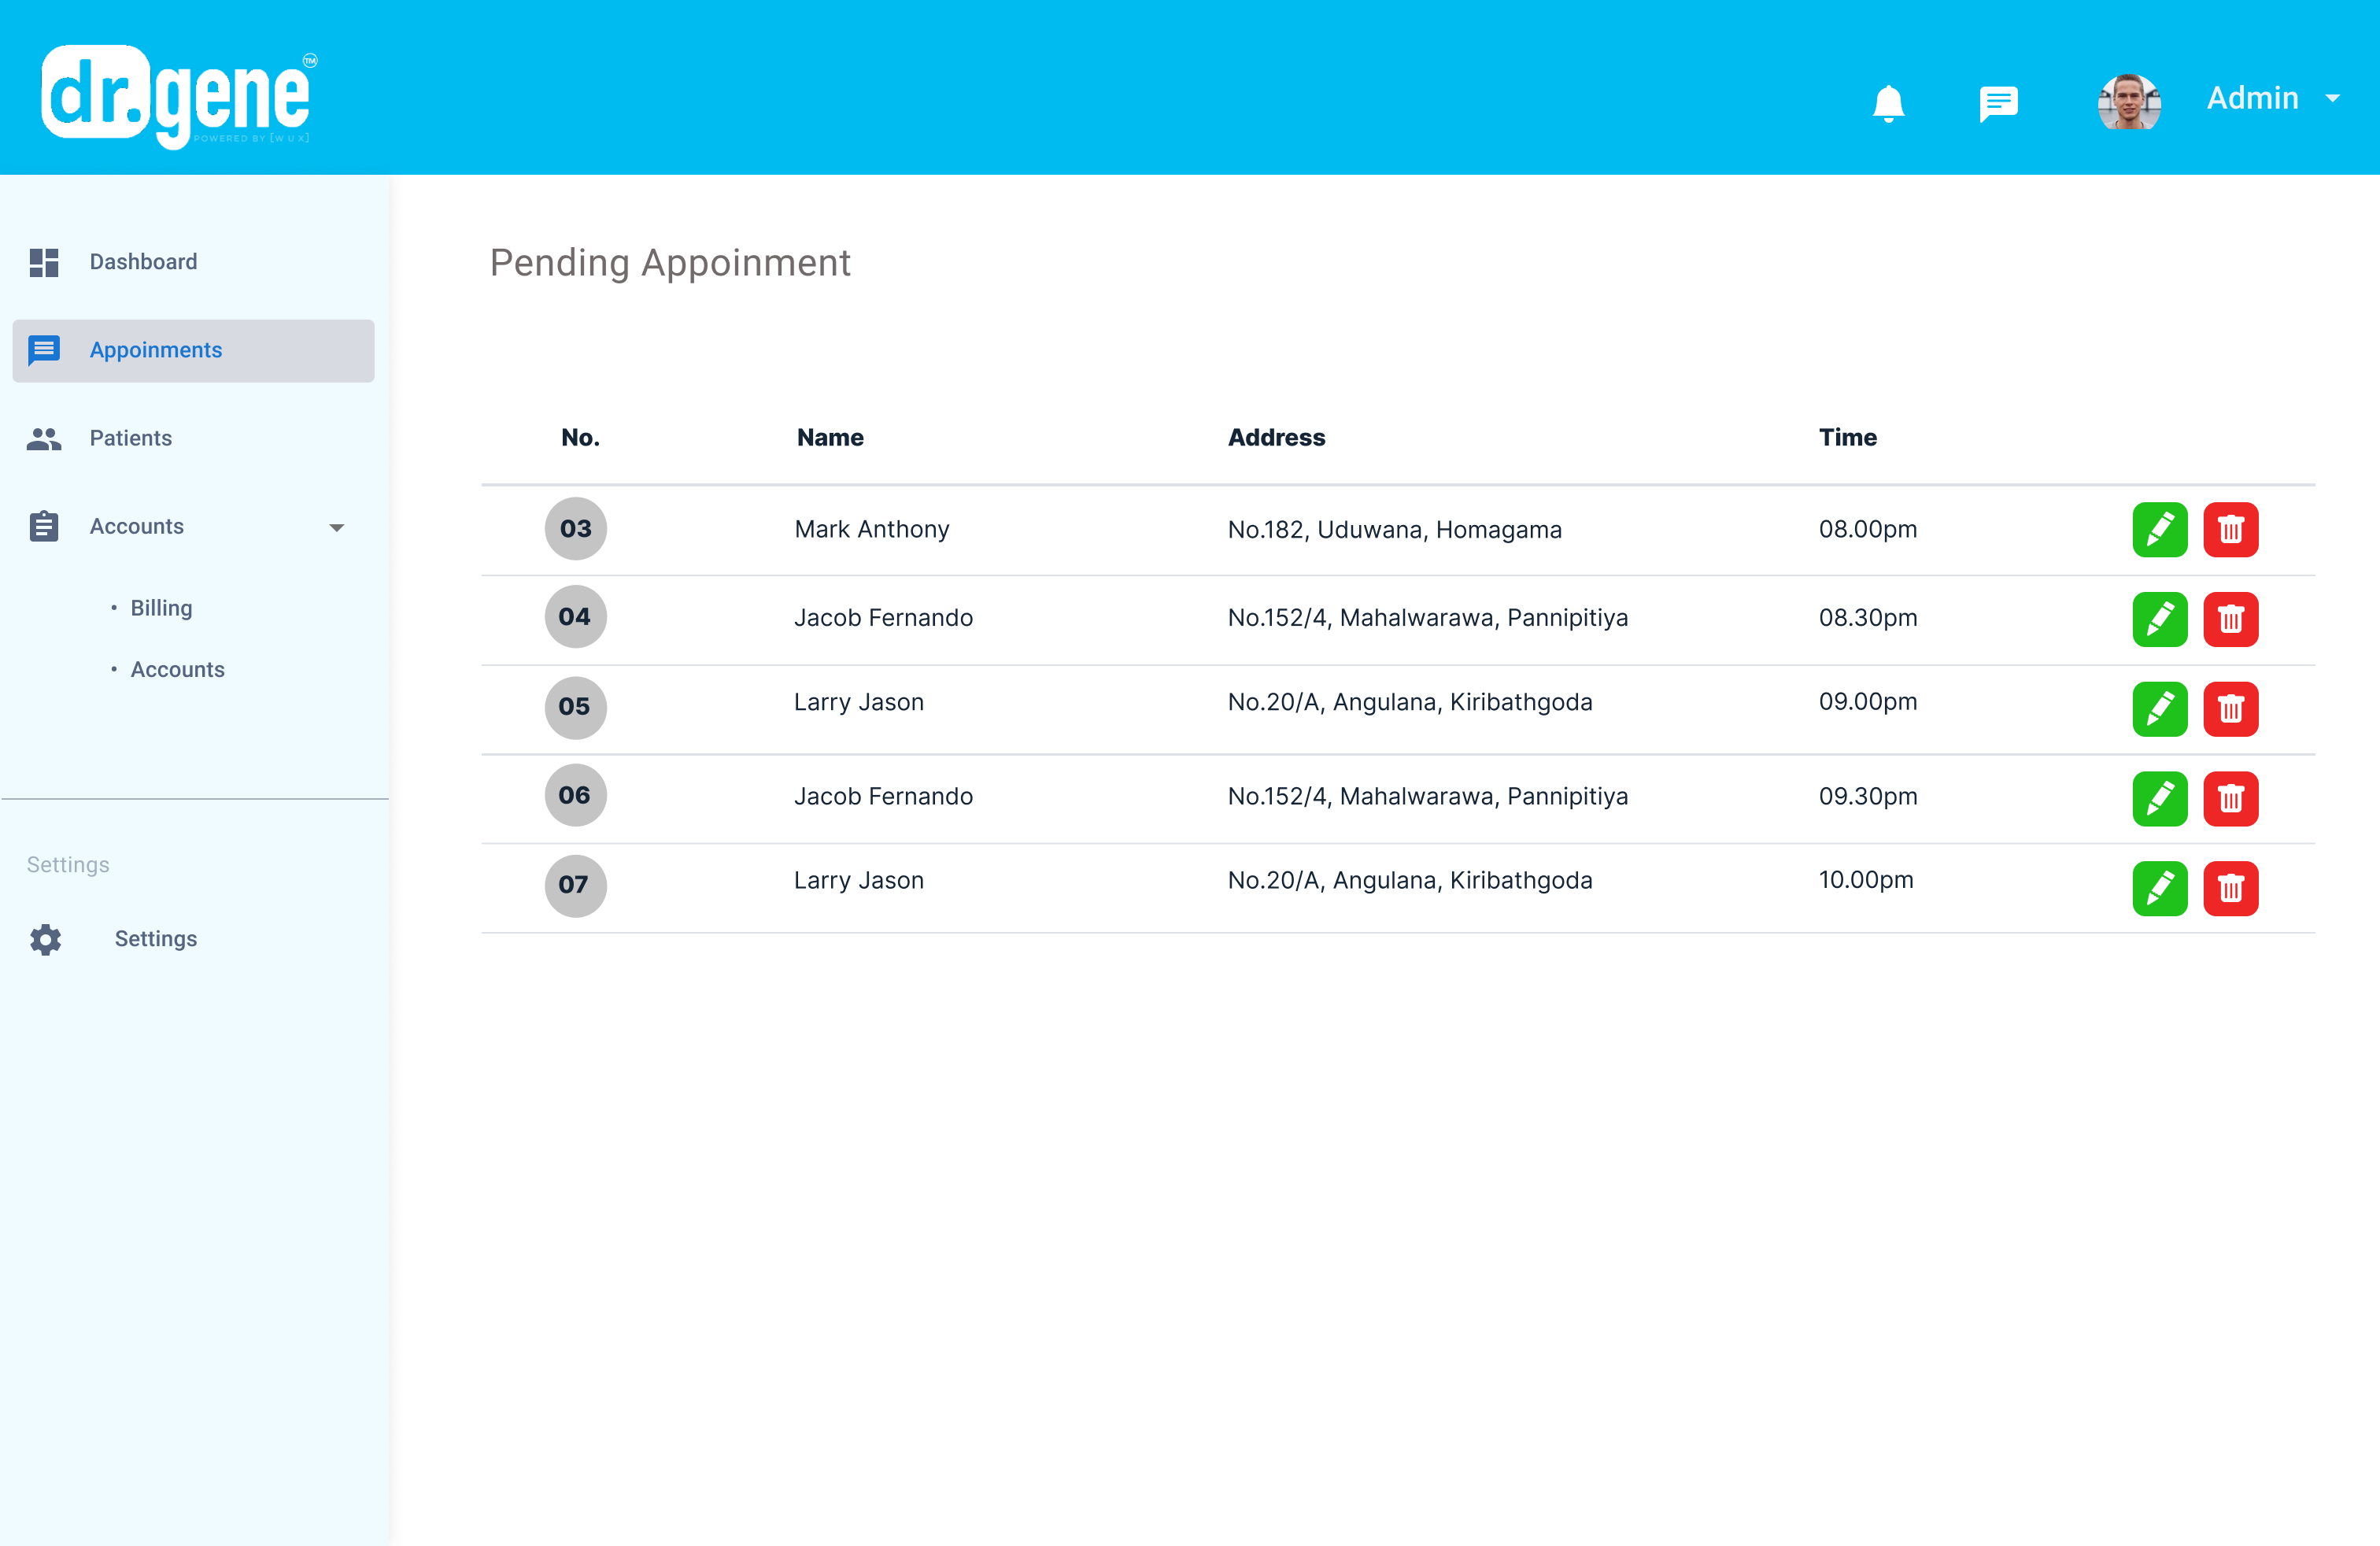 dr.gene TM
POWERED BY [W U X]
Admin
Dashboard
Appoinments
Patients
Accounts
• Billing
• Accounts
Settings
Settings
Pending Appoinment
No. Name Address Time
03 Mark Anthony No.182, Uduwana, Homagama 08.00pm
04 Jacob Fernando No.152/4, Mahalwarawa, Pannipitiya 08.30pm
05 Larry Jason No.20/A, Angulana, Kiribathgoda 09.00pm
06 Jacob Fernando No.152/4, Mahalwarawa, Pannipitiya 09.30pm
07 Larry Jason No.20/A, Angulana, Kiribathgoda 10.00pm